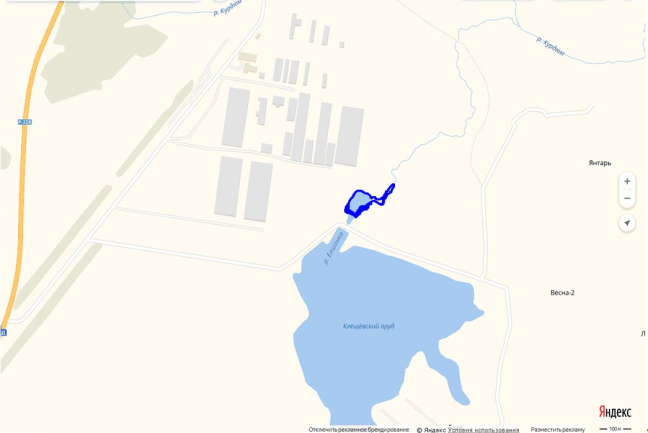 р. Курдюм
р. Курдюм
Р-228
Янтарь
р. Елшанка
Весна-2
Клещёвский пруд
Л
Яндекс
Отключить рекламное брендирование
© Яндекс Условия использования
Разместить рекламу
100 м